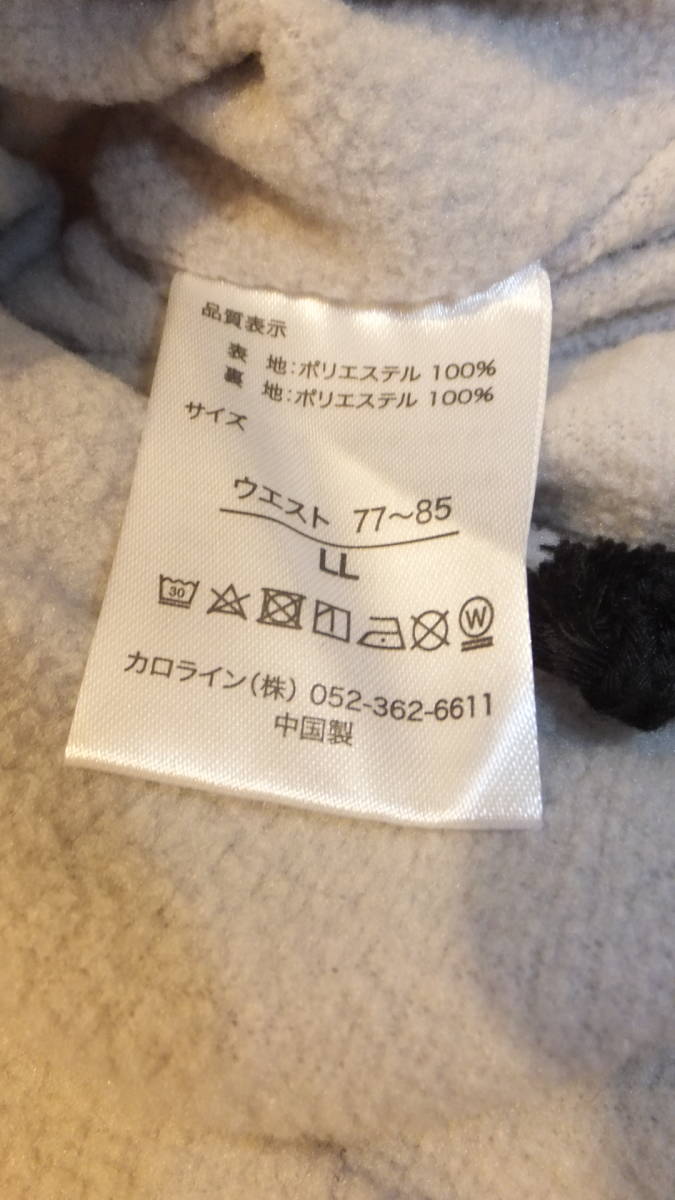 品質表示
表 地:ポリエステル 100%
裏 地:ポリエステル 100%
サイズ
ウエスト 77~85
LL
30 W
カロライン(株) 052-362-6611
中国製